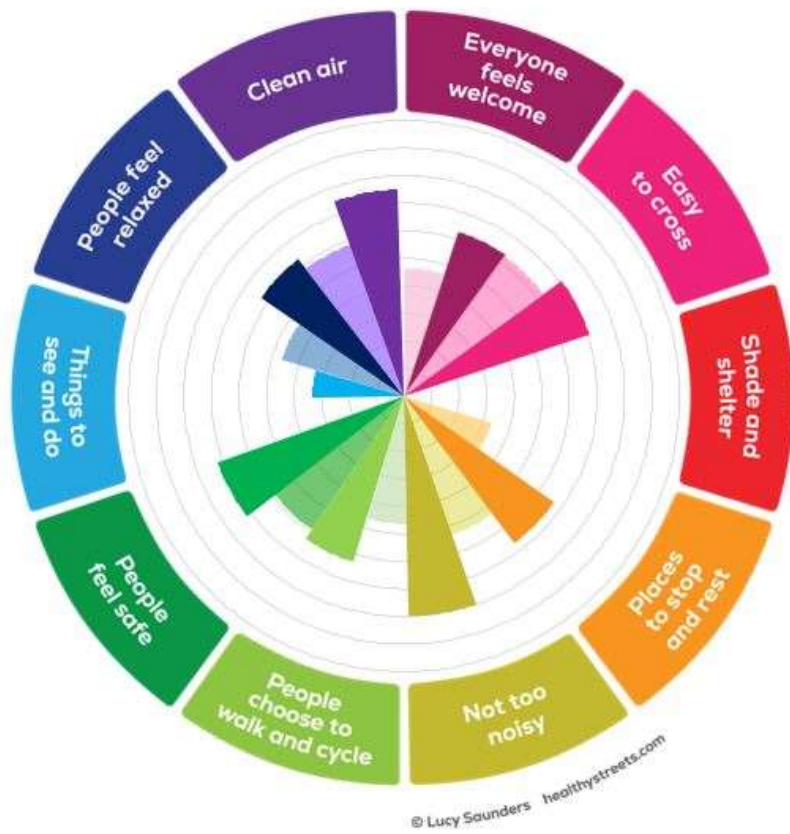 Clean air
Everyone
feels
welcome
Easy
to cross
Shade and
shelter
Places
to stop
and rest
Not too
noisy
People
choose to
walk and cycle
People
feel safe
Things to
see and do
People feel
relaxed
© Lucy Saunders healthystreets.com